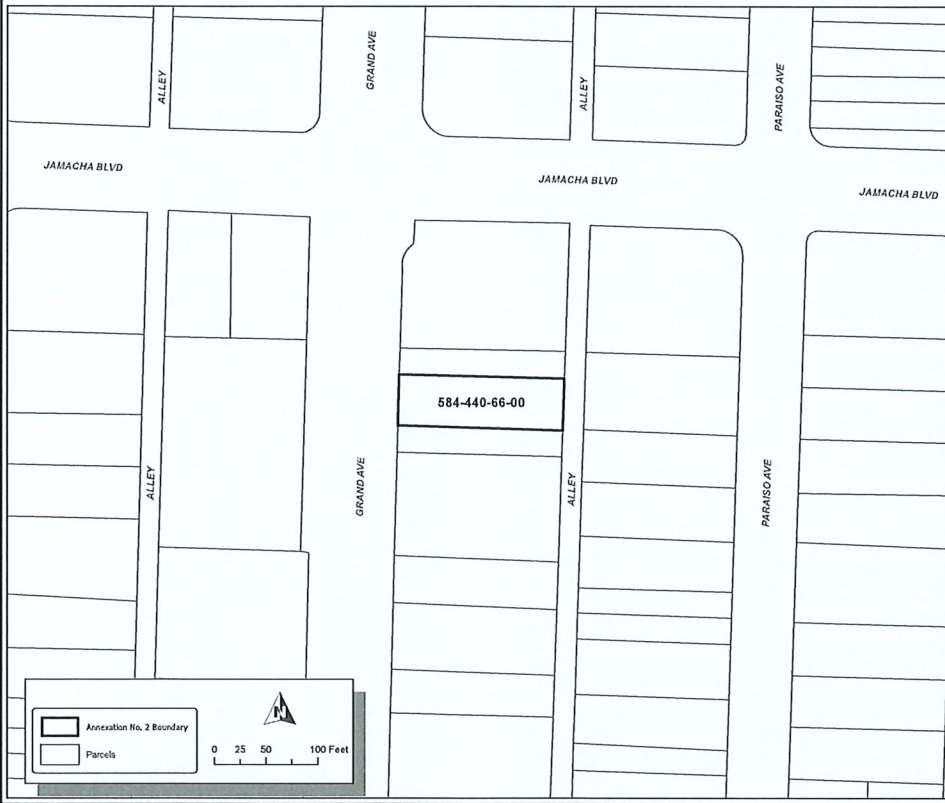 ALLEY
GRAND AVE
ALLEY
PARAISO AVE
JAMACHA BLVD
JAMACHA BLVD
JAMACHA BLVD
584-440-66-00
ALLEY
GRAND AVE
ALLEY
PARAISO AVE
N
Annexation No. 2 Boundary
Parcels
0 25 50 100 Feet